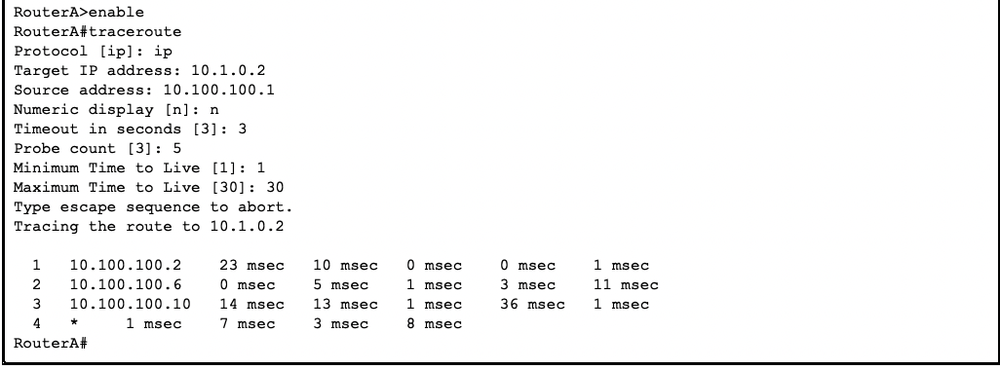 RouterA>enable
RouterA#traceroute
Protocol [ip]: ip
Target IP address: 10.1.0.2
Source address: 10.100.100.1
Numeric display [n]: n
Timeout in seconds [3]: 3
Probe count [3]: 5
Minimum Time to Live [1]: 1
Maximum Time to Live [30]: 30
Type escape sequence to abort.
Tracing the route to 10.1.0.2
1 10.100.100.2 23 msec 10 msec 0 msec 0 msec 1 msec
2 10.100.100.6 0 msec 5 msec 1 msec 3 msec 11 msec
3 10.100.100.10 14 msec 13 msec 1 msec 36 msec 1 msec
4 * 1 msec 7 msec 3 msec 8 msec
RouterA#